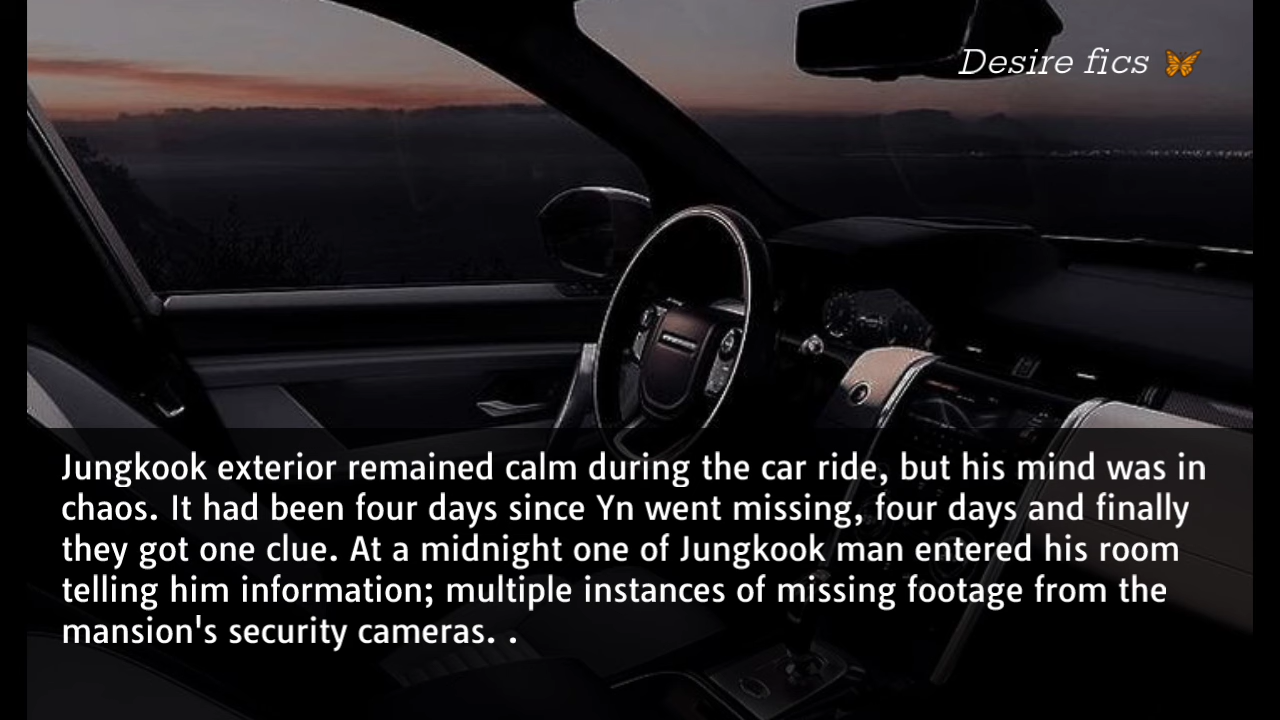 Desire fics 🦋
Jungkook exterior remained calm during the car ride, but his mind was in
chaos. It had been four days since Yn went missing, four days and finally
they got one clue. At a midnight one of Jungkook man entered his room
telling him information; multiple instances of missing footage from the
mansion's security cameras. .